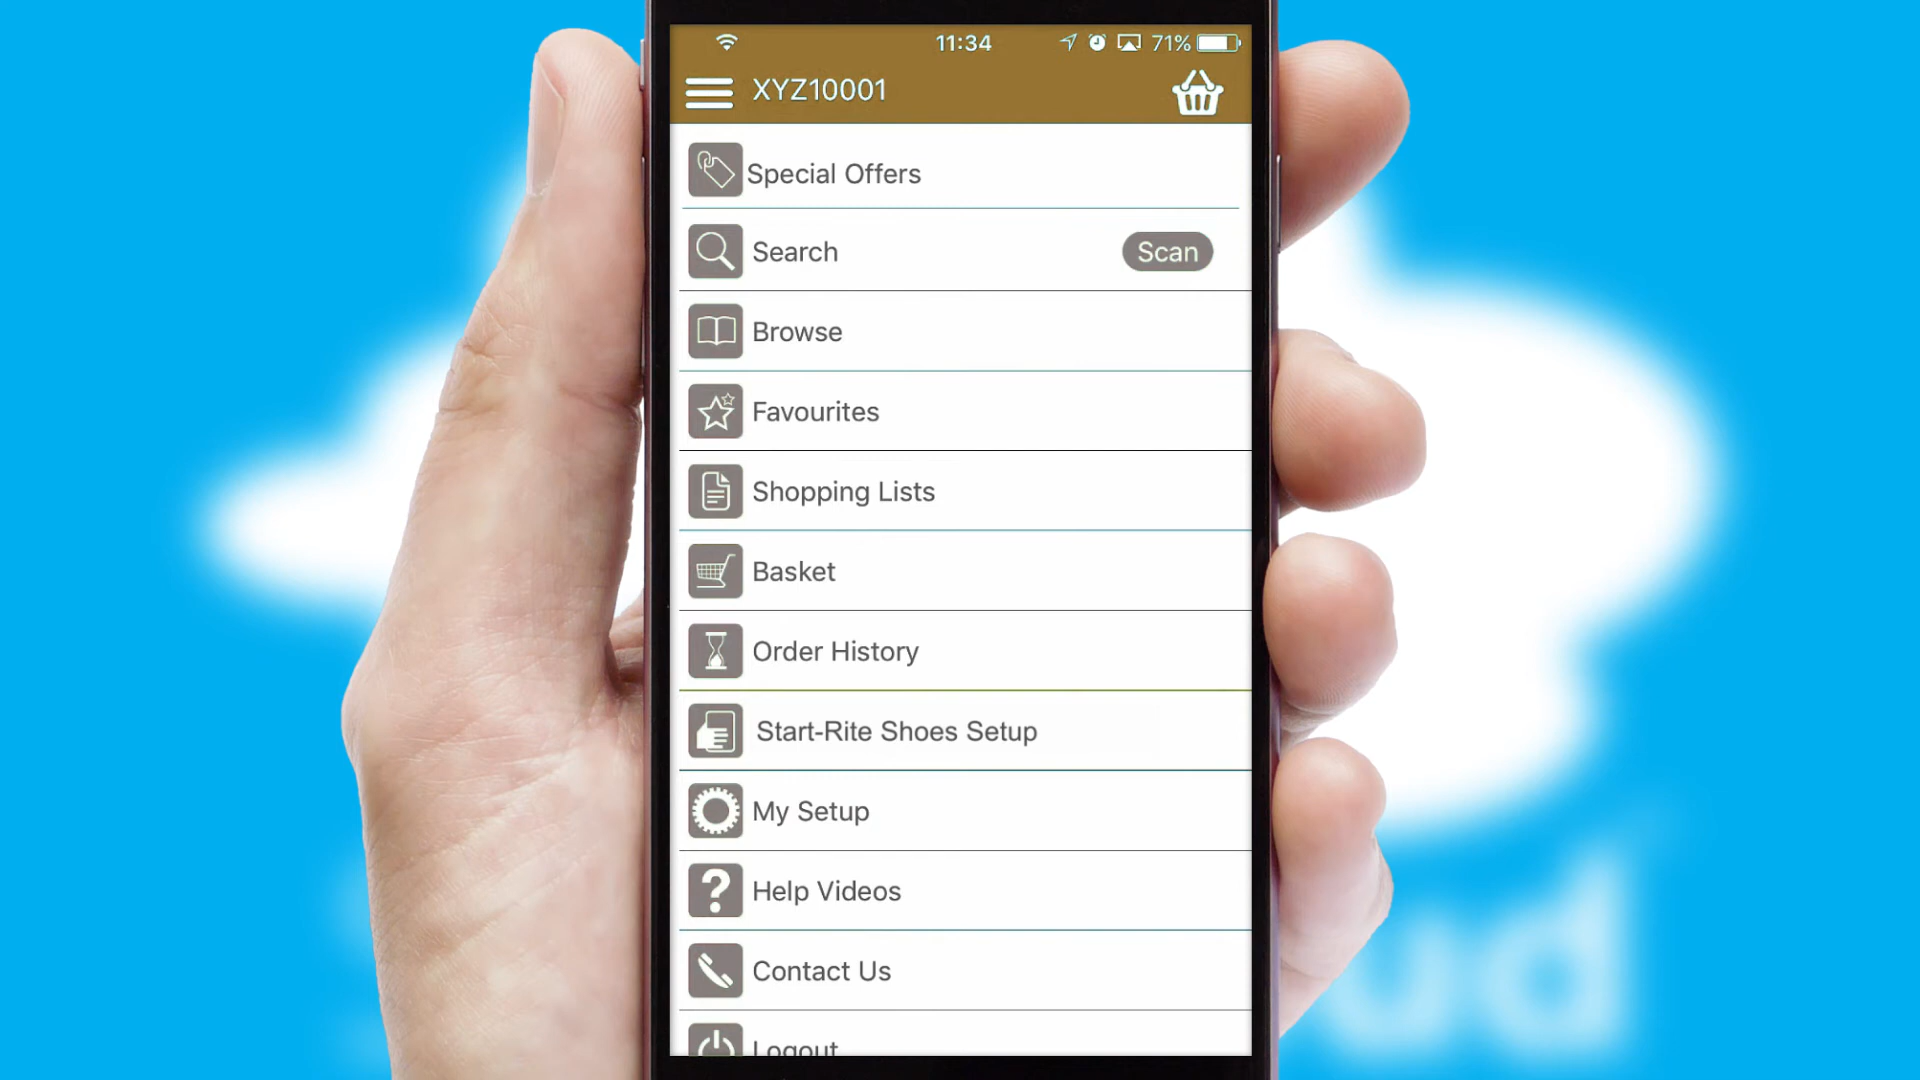 11:34
71%
XYZ10001
Special Offers
Search
Scan
Browse
Favourites
Shopping Lists
Basket
Order History
Start-Rite Shoes Setup
My Setup
Help Videos
Contact Us
Logout
ud